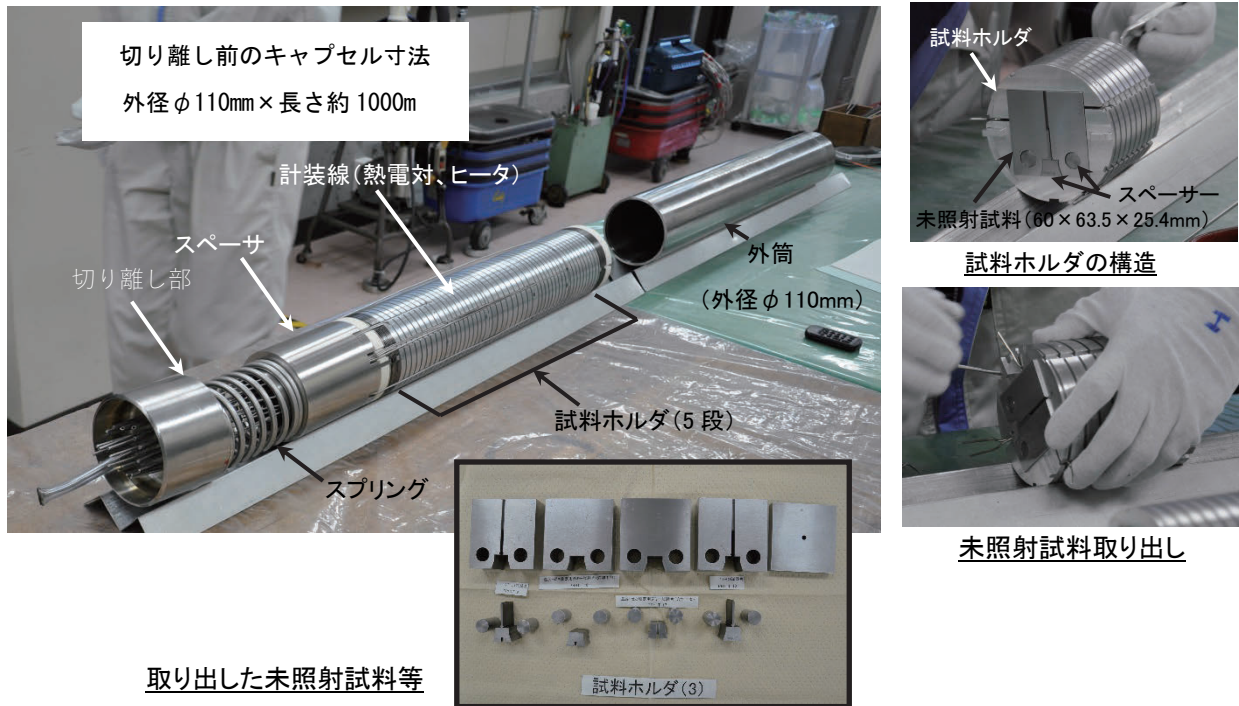 切り離し前のキャプセル寸法
外径φ110mm×長さ約1000m
計装線(熱電対、ヒータ)
スペーサ
切り離し部
外筒
(外径φ110mm)
試料ホルダ(5段)
スプリング
試料ホルダ(3)
取り出した未照射試料等
試料ホルダ
スペーサー
未照射試料(60×63.5×25.4mm)
試料ホルダの構造
未照射試料取り出し